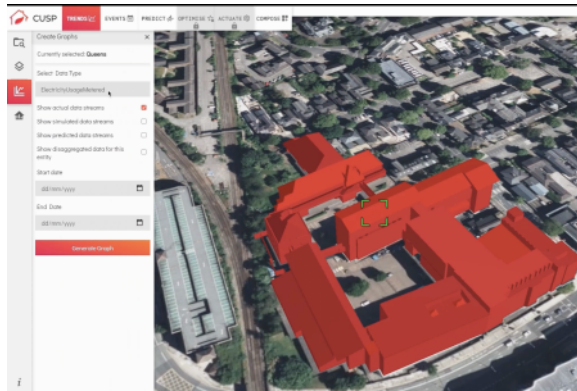 CUSP
TRENDS
EVENTS
PREDICT
OPTIMISE
ACTUATE
COMPOSE
Create Graphs
Currently selected: Queens
Select Data Type
ElectricityUsageMetered
Show actual data streams
Show simulated data streams
Show predicted data streams
Show disaggregated data for this
entity
Start date
dd/mm/yyyy
End Date
dd/mm/yyyy
Generate Graph
i